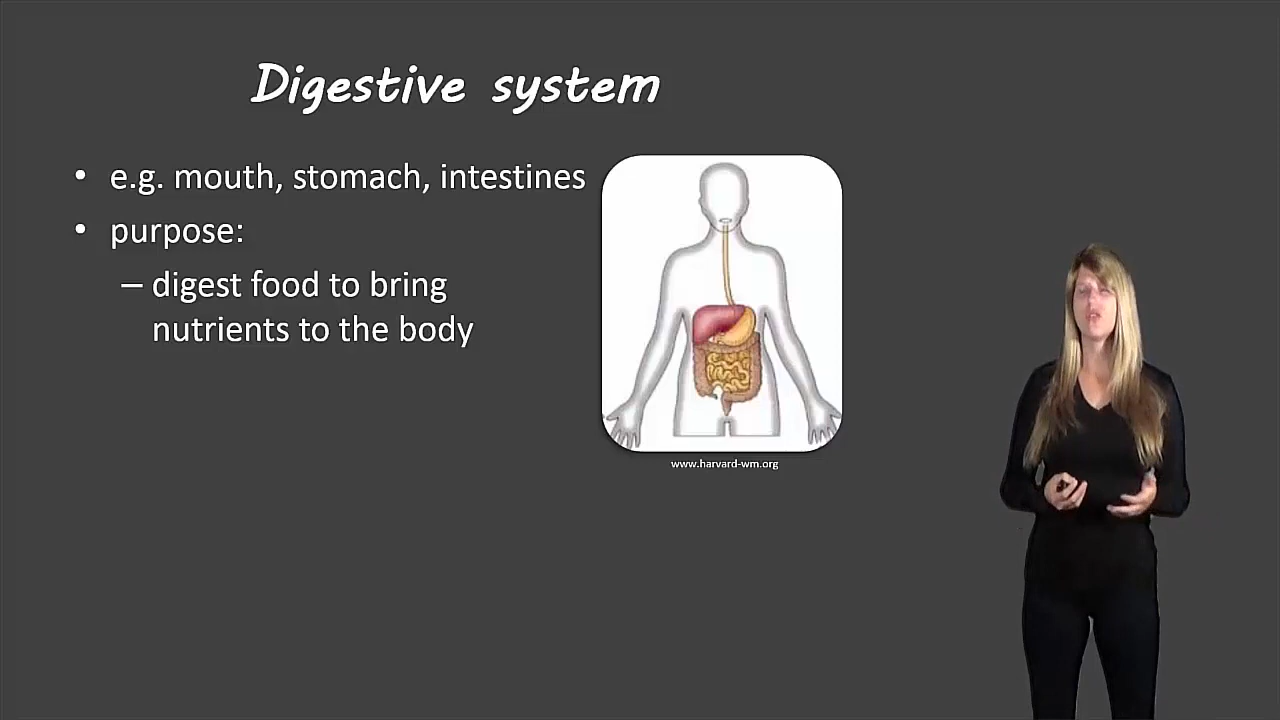 Digestive system
• e.g. mouth, stomach, intestines
• purpose:
– digest food to bring
nutrients to the body
www.harvard-wm.org